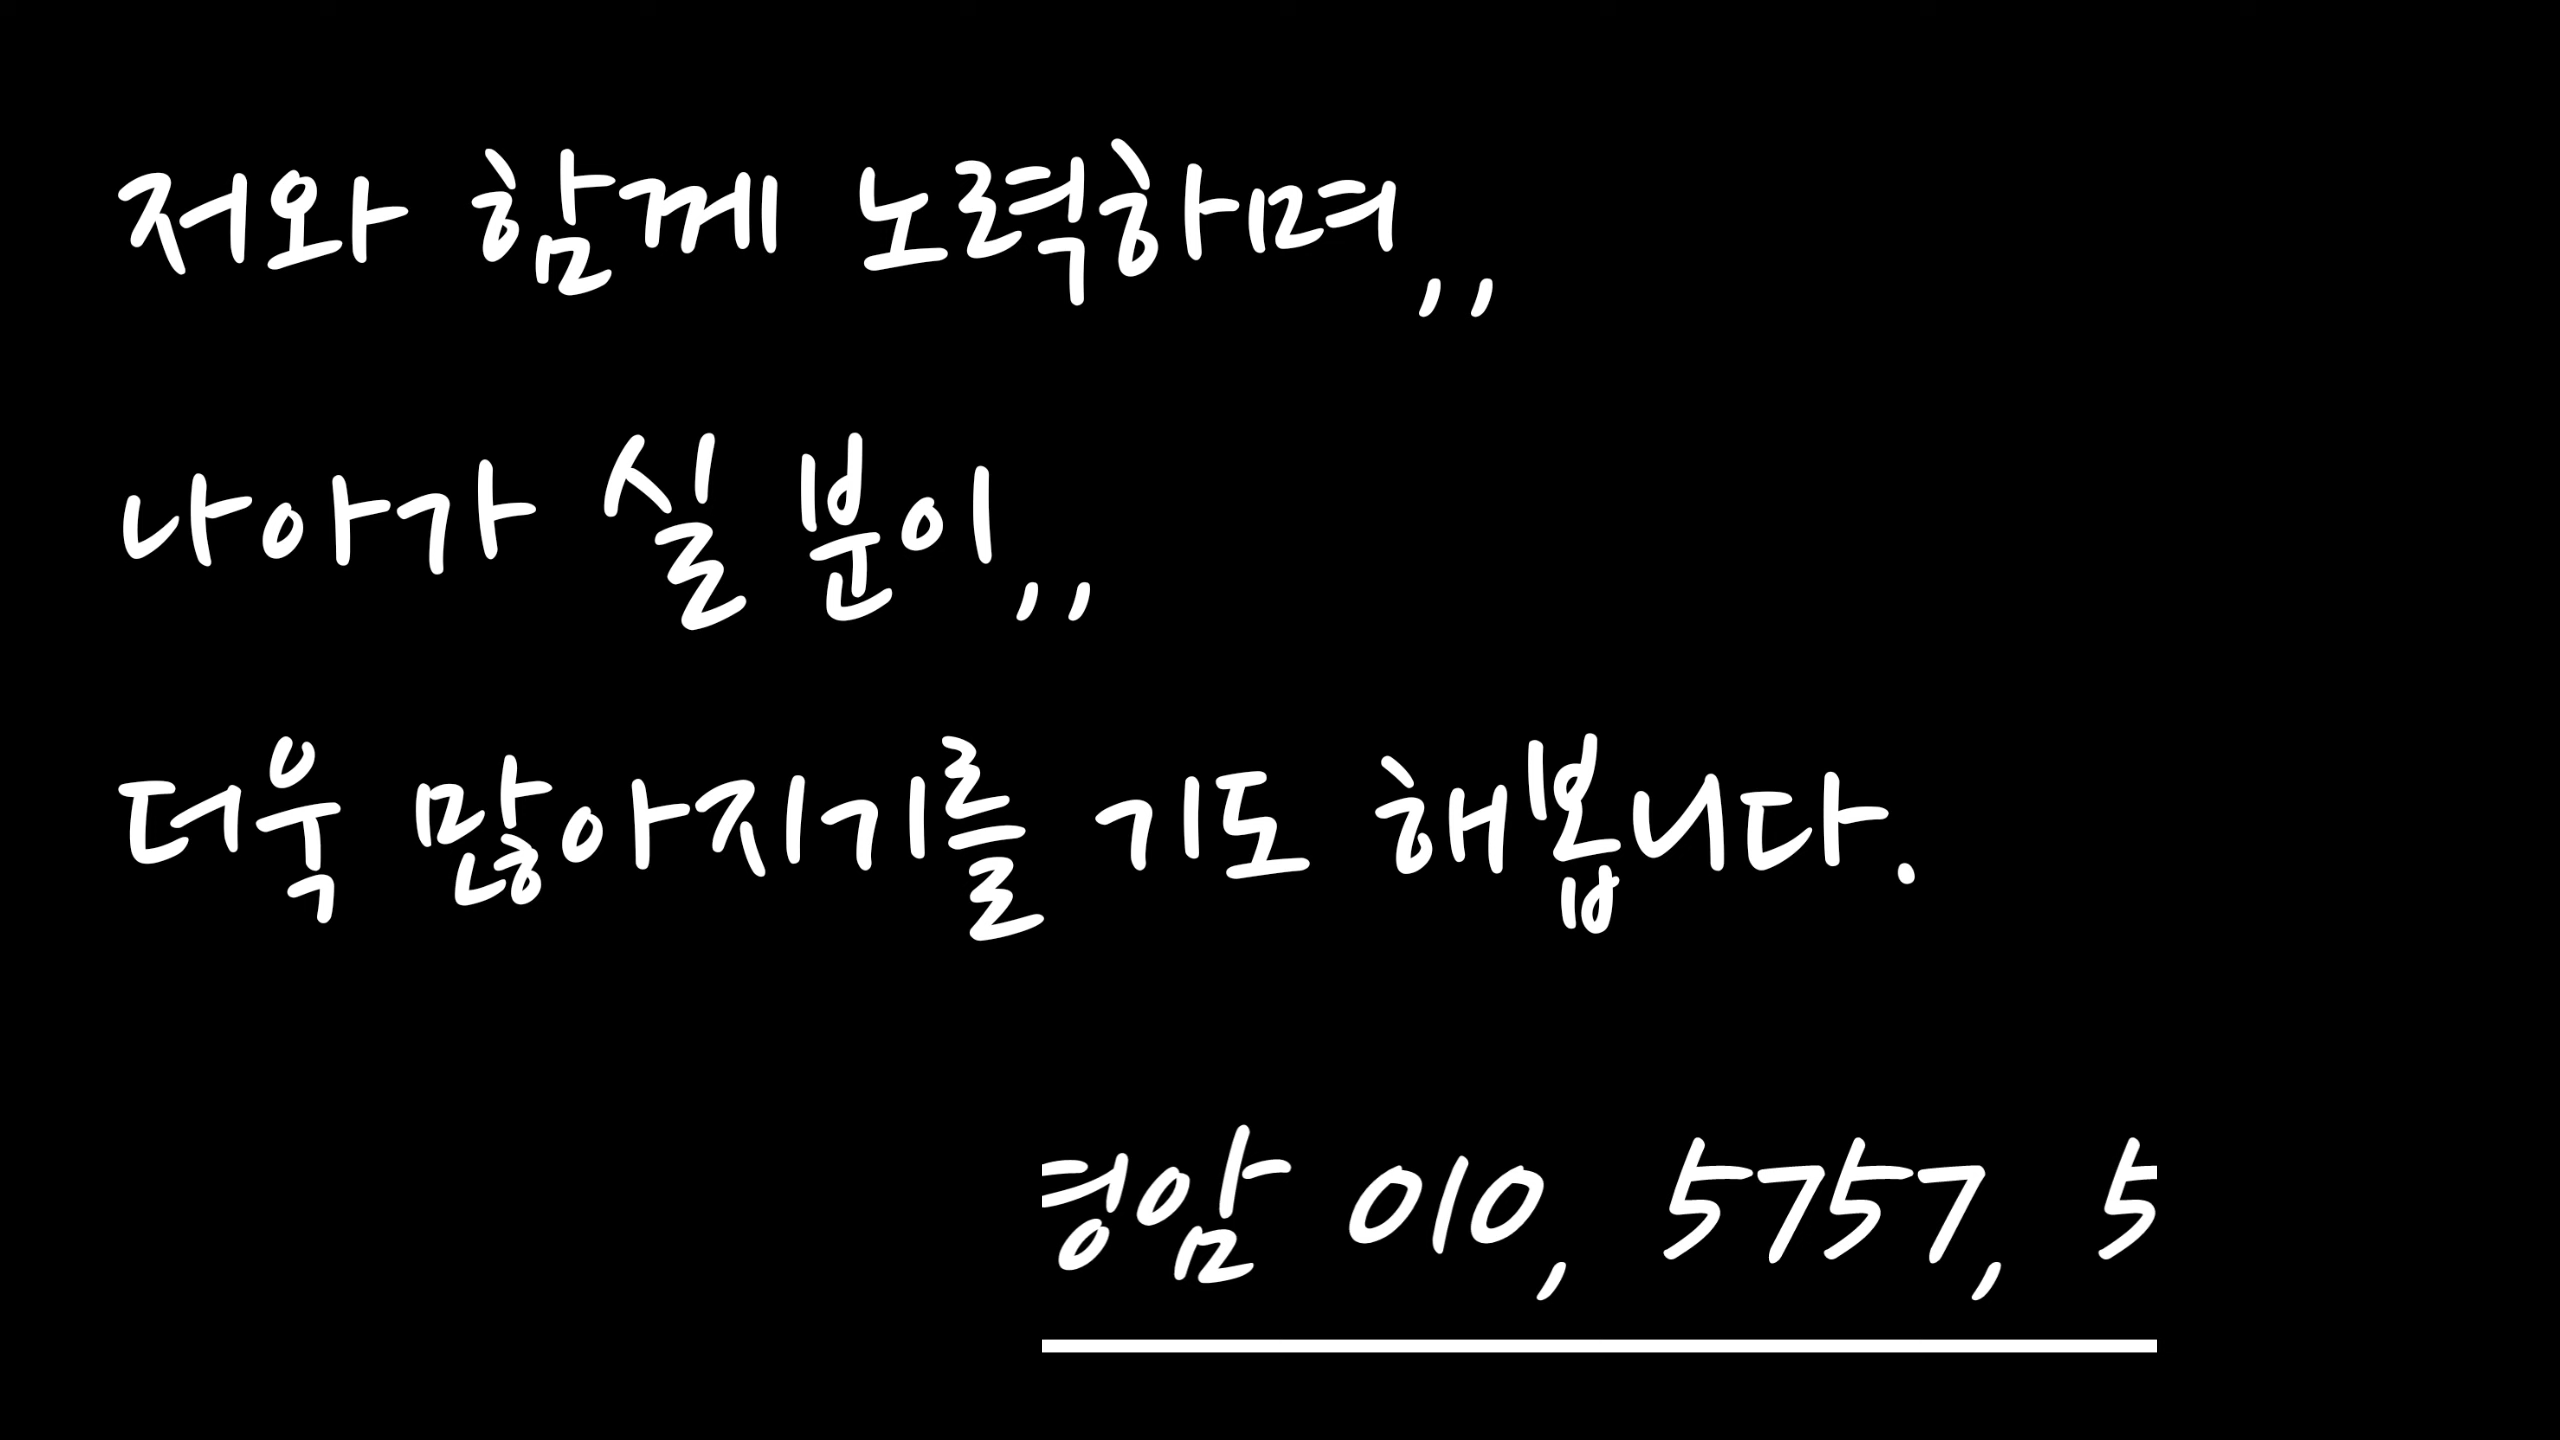 저와 함께 노력하며,,
나아가 실 분이,,
더욱 많아지기를 기도 해봅니다.
영암 010, 5757, 5